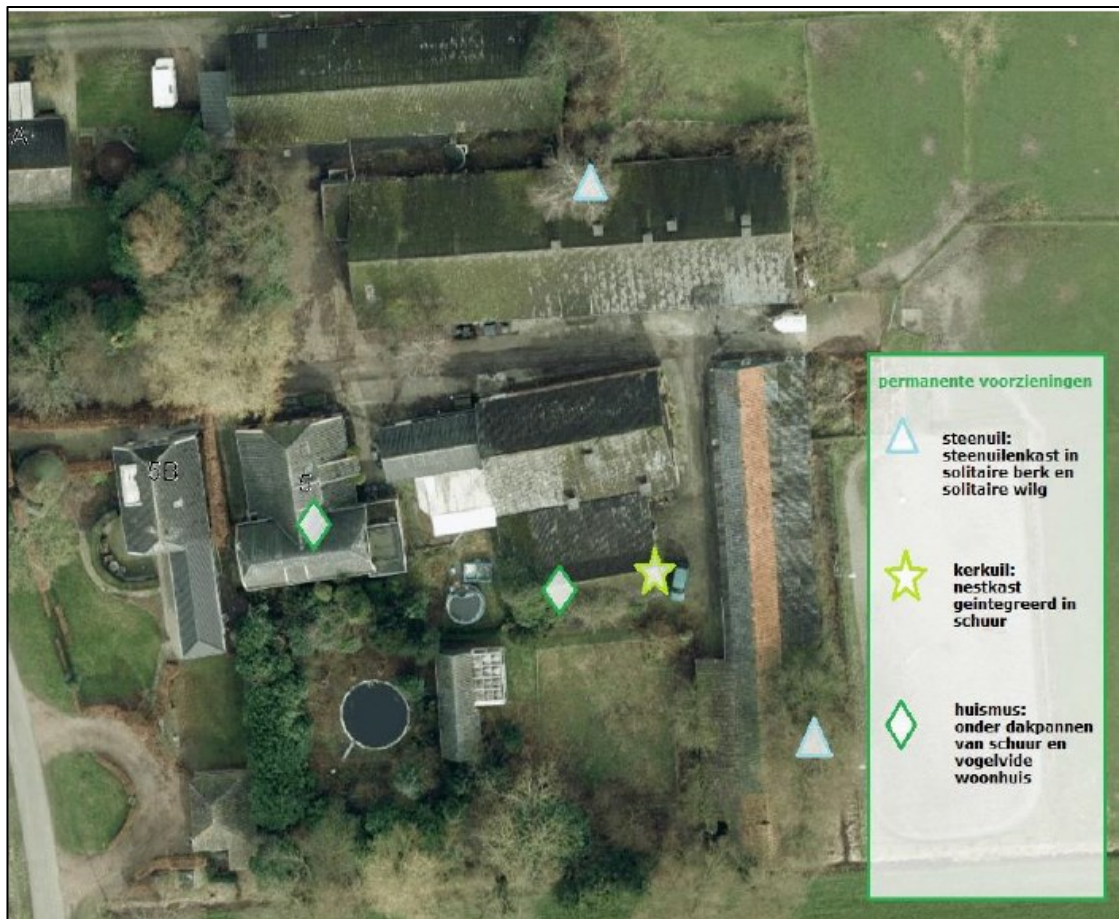 A
permanente voorzieningen
steenuil:
steenuilenkast in
solitaire berk en
solitaire wilg
5B
5
kerkuil:
nestkast
geintegreerd in
schuur
huismus:
onder dakpannen
van schuur en
vogelvide
woonhuis